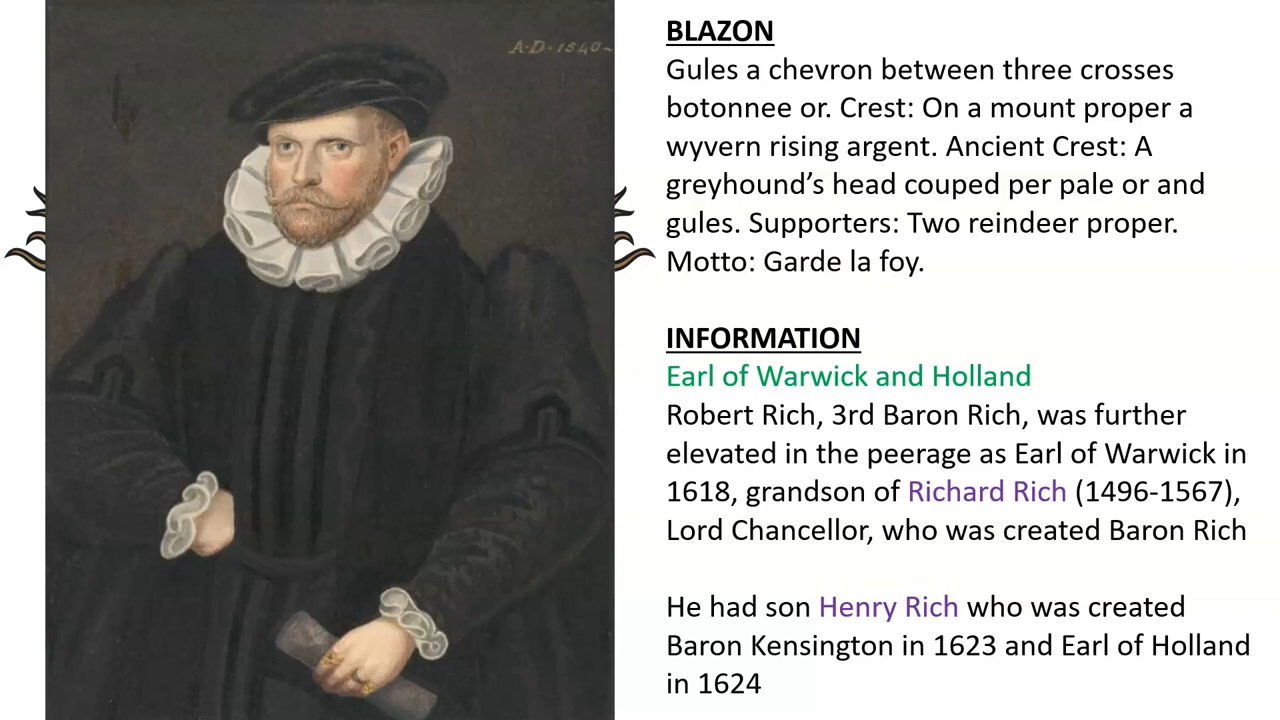 A·D·1540~
BLAZON
Gules a chevron between three crosses
botonnee or. Crest: On a mount proper a
wyvern rising argent. Ancient Crest: A
greyhound’s head couped per pale or and
gules. Supporters: Two reindeer proper.
Motto: Garde la foy.
INFORMATION
Earl of Warwick and Holland
Robert Rich, 3rd Baron Rich, was further
elevated in the peerage as Earl of Warwick in
1618, grandson of Richard Rich (1496-1567),
Lord Chancellor, who was created Baron Rich
He had son Henry Rich who was created
Baron Kensington in 1623 and Earl of Holland
in 1624